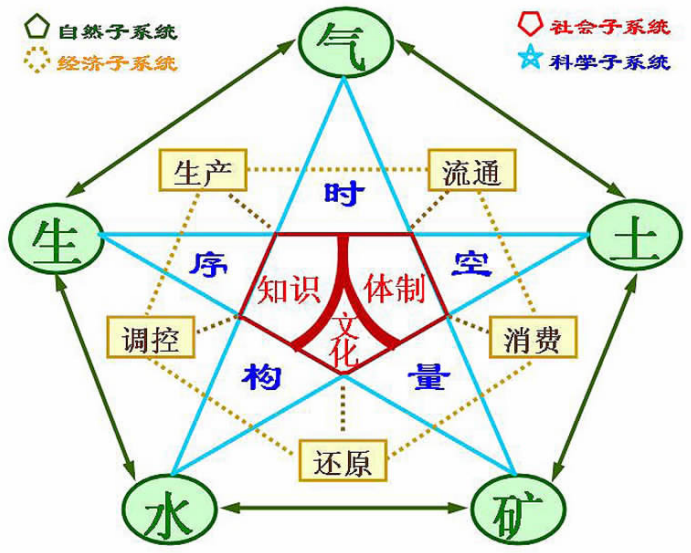 自然子系统
社会子系统
经济子系统
科学子系统
气
生产
流通
时
生
序
空
土
知识
体制
人
文化
调控
消费
构
量
还原
水
矿